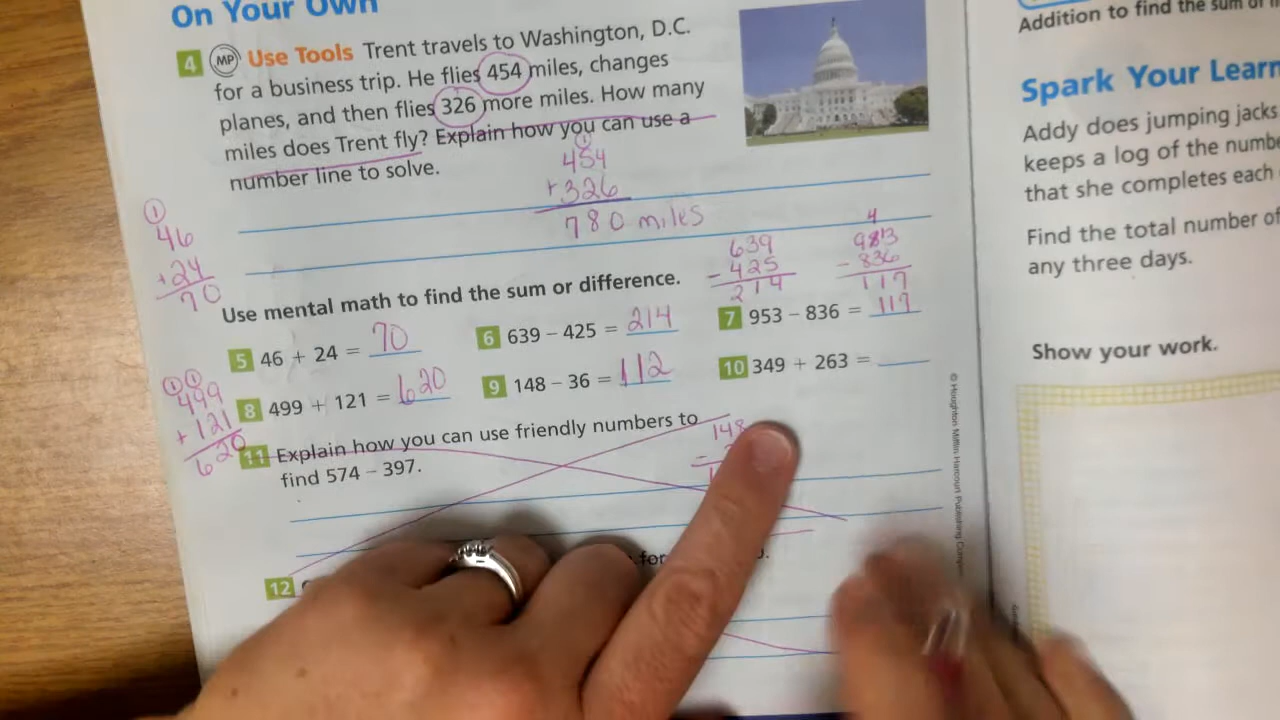 On Your Own
4 MP Use Tools Trent travels to Washington, D.C.
for a business trip. He flies 454 miles, changes
planes, and then flies 326 more miles. How many
miles does Trent fly? Explain how you can use a
number line to solve.
1
454
+326
780 miles
1
46
+24
70
639
-425
214
4
983
-836
117
Use mental math to find the sum or difference.
5 46 + 24 = 70
6 639 – 425 = 214
7 953 – 836 = 117
8 499 + 121 = 620
9 148 – 36 = 112
10 349 + 263 =
1 1
499
+121
620
11 Explain how you can use friendly numbers to
find 574 – 397.
148
-
12
for
© Houghton Mifflin Harcourt Publishing
Addition to find the sum of
Spark Your Learn
Addy does jumping jacks
keeps a log of the numbe
that she completes each
Find the total number of
any three days.
Show your work.